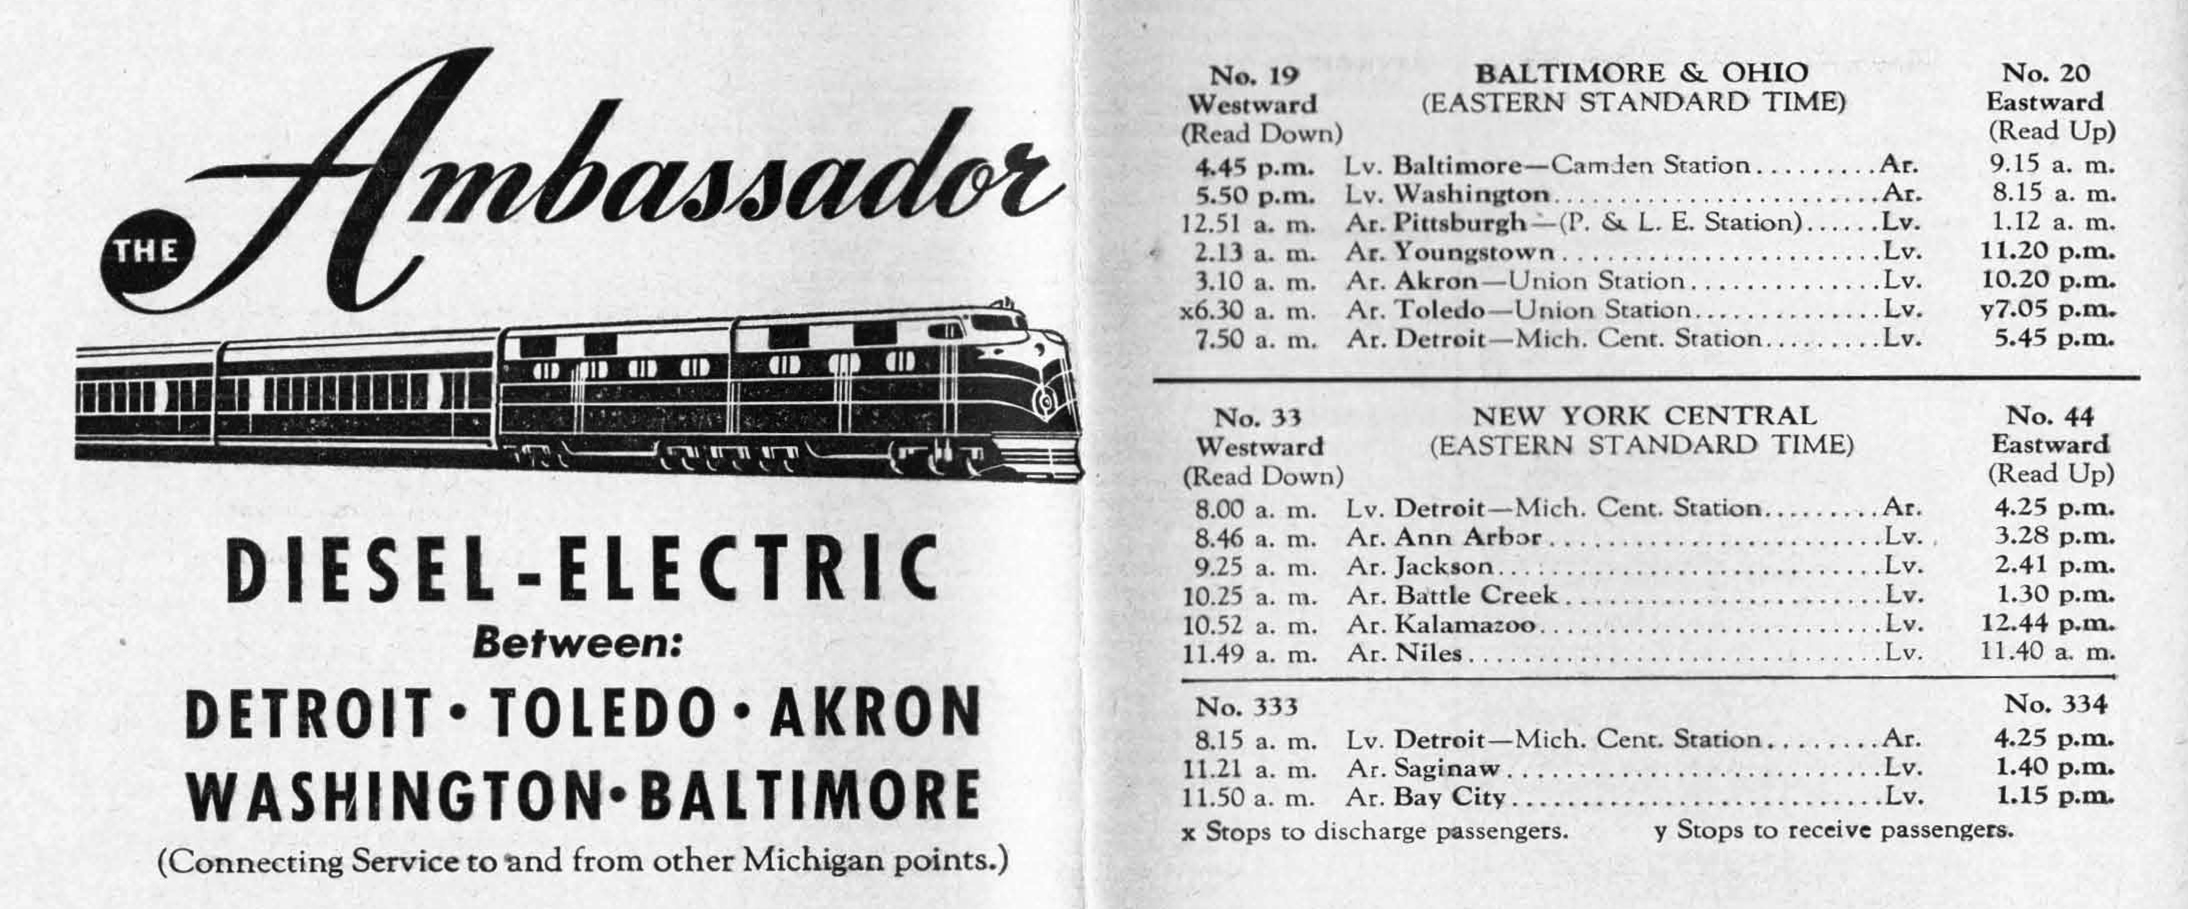 THE Ambassador
DIESEL-ELECTRIC
Between:
DETROIT • TOLEDO • AKRON
WASHINGTON • BALTIMORE
(Connecting Service to and from other Michigan points.)
No. 19 BALTIMORE & OHIO No. 20
Westward (EASTERN STANDARD TIME) Eastward
(Read Down) (Read Up)
4.45 p.m. Lv. Baltimore—Camden Station.........Ar. 9.15 a. m.
5.50 p.m. Lv. Washington..........................Ar. 8.15 a. m.
12.51 a. m. Ar. Pittsburgh—(P. & L. E. Station)......Lv. 1.12 a. m.
2.13 a. m. Ar. Youngstown..........................Lv. 11.20 p.m.
3.10 a. m. Ar. Akron—Union Station..............Lv. 10.20 p.m.
x6.30 a. m. Ar. Toledo—Union Station..............Lv. y7.05 p.m.
7.50 a. m. Ar. Detroit—Mich. Cent. Station.........Lv. 5.45 p.m.
No. 33 NEW YORK CENTRAL No. 44
Westward (EASTERN STANDARD TIME) Eastward
(Read Down) (Read Up)
8.00 a. m. Lv. Detroit—Mich. Cent. Station.........Ar. 4.25 p.m.
8.46 a. m. Ar. Ann Arbor..........................Lv. 3.28 p.m.
9.25 a. m. Ar. Jackson..............................Lv. 2.41 p.m.
10.25 a. m. Ar. Battle Creek.........................Lv. 1.30 p.m.
10.52 a. m. Ar. Kalamazoo..........................Lv. 12.44 p.m.
11.49 a. m. Ar. Niles................................Lv. 11.40 a. m.
No. 333 No. 334
8.15 a. m. Lv. Detroit—Mich. Cent. Station.........Ar. 4.25 p.m.
11.21 a. m. Ar. Saginaw.............................Lv. 1.40 p.m.
11.50 a. m. Ar. Bay City.............................Lv. 1.15 p.m.
x Stops to discharge passengers. y Stops to receive passengers.